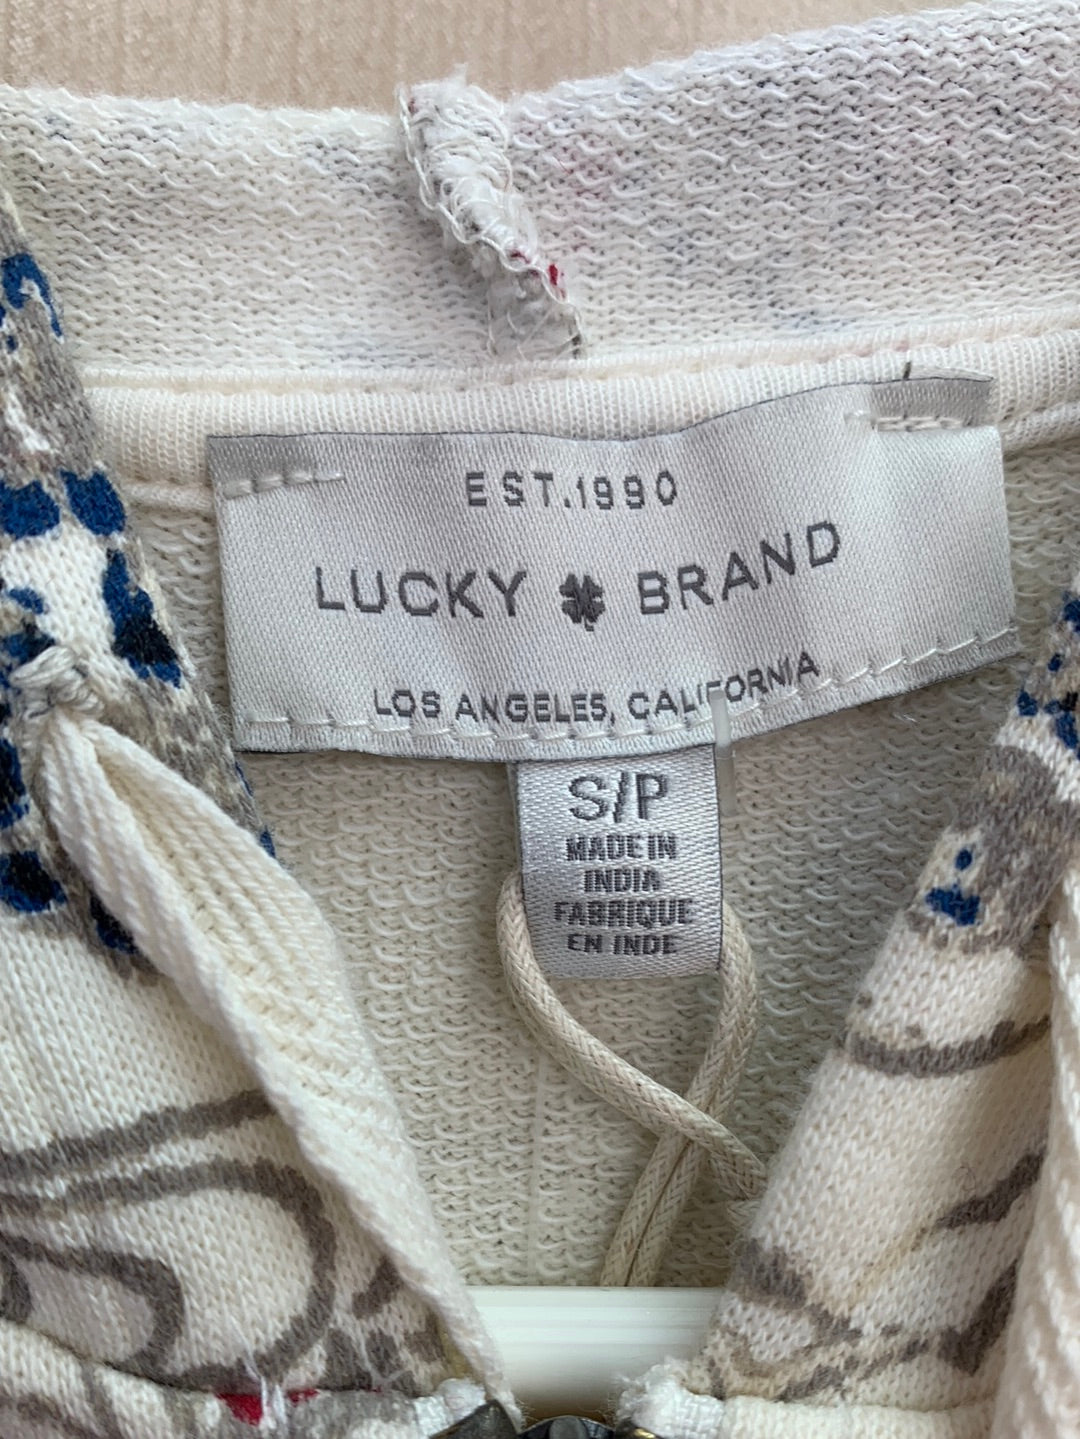 EST.1990
LUCKY BRAND
LOS ANGELES, CALIFORNIA
S/P
MADE IN
INDIA
FABRIQUE
EN INDE